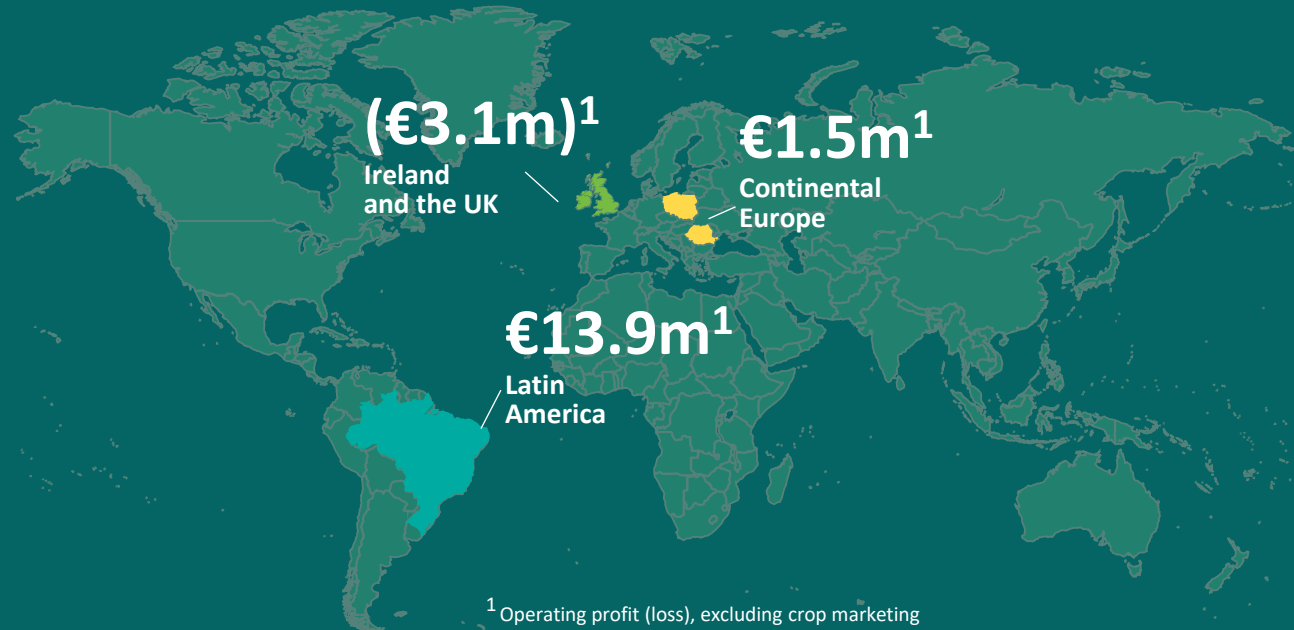 (€3.1m)¹
Ireland
and the UK
€1.5m¹
Continental
Europe
€13.9m¹
Latin
America
¹ Operating profit (loss), excluding crop marketing